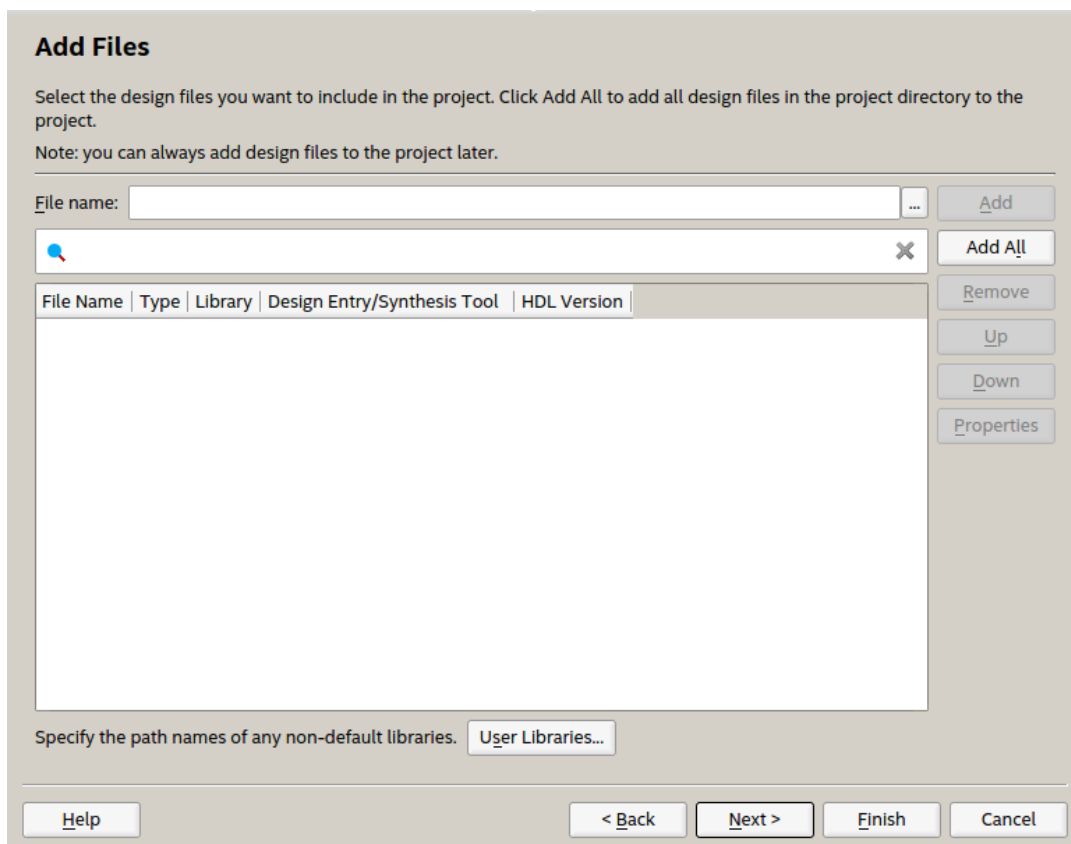 Add Files
Select the design files you want to include in the project. Click Add All to add all design files in the project directory to the
project.
Note: you can always add design files to the project later.
File name: ... Add
Add All
File Name Type Library Design Entry/Synthesis Tool HDL Version Remove
Up
Down
Properties
Specify the path names of any non-default libraries. User Libraries...
Help < Back Next > Finish Cancel